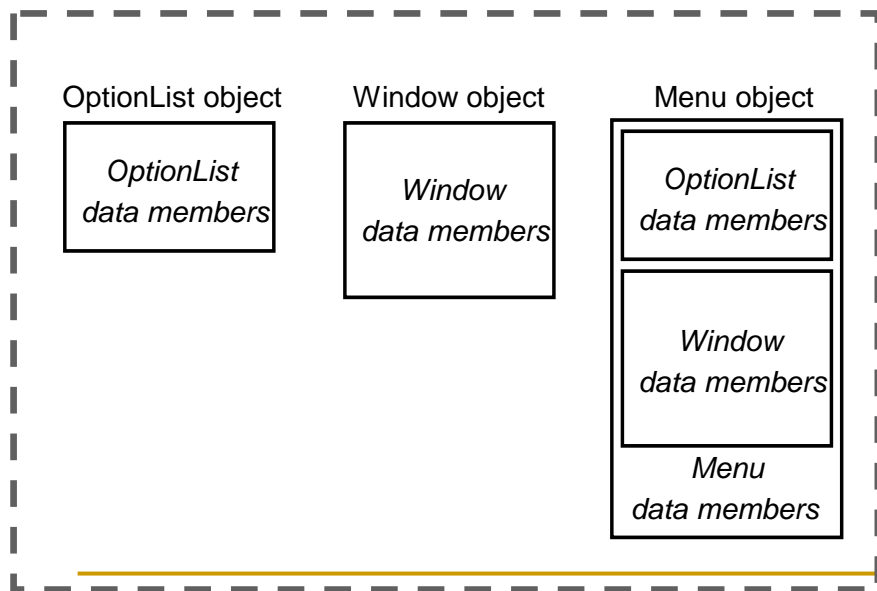 OptionList object
OptionList
data members
Window object
Window
data members
Menu object
OptionList
data members
Window
data members
Menu
data members